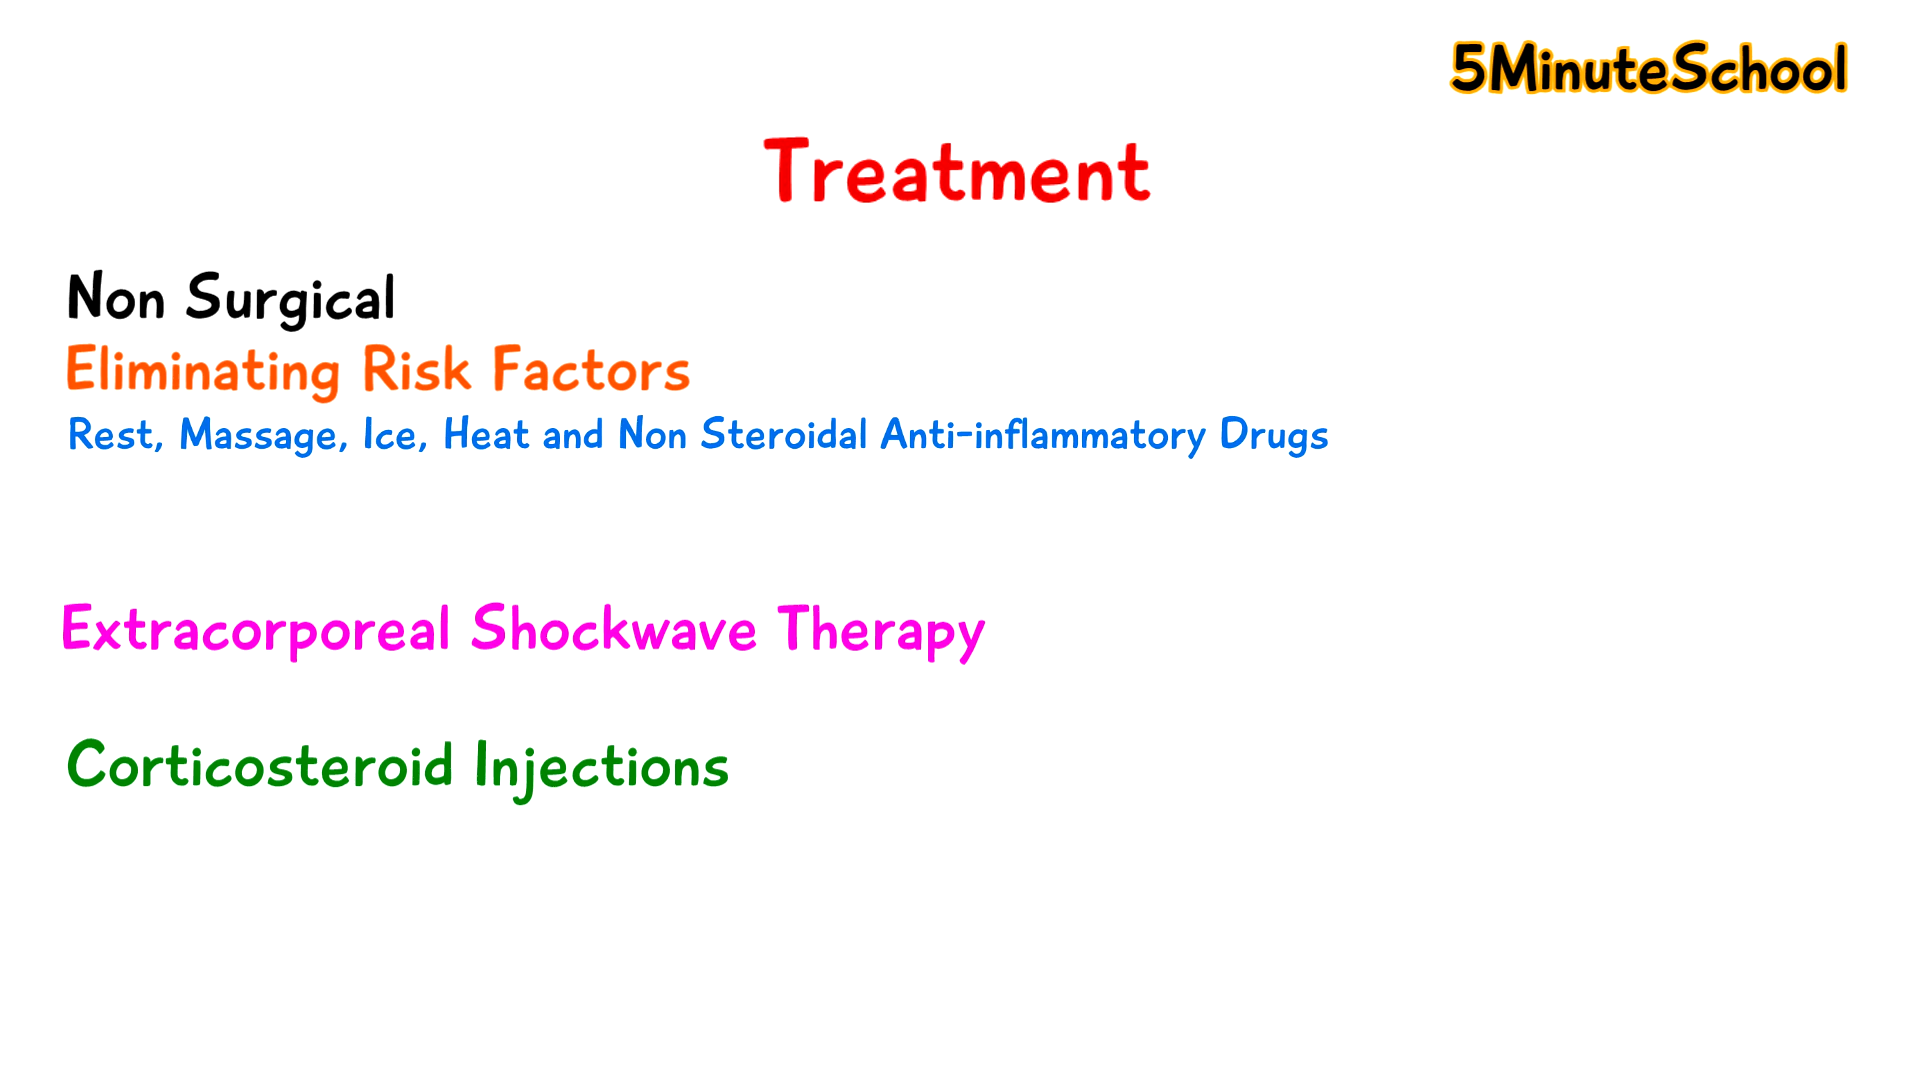 5MinuteSchool
Treatment
Non Surgical
Eliminating Risk Factors
Rest, Massage, Ice, Heat and Non Steroidal Anti-inflammatory Drugs
Extracorporeal Shockwave Therapy
Corticosteroid Injections